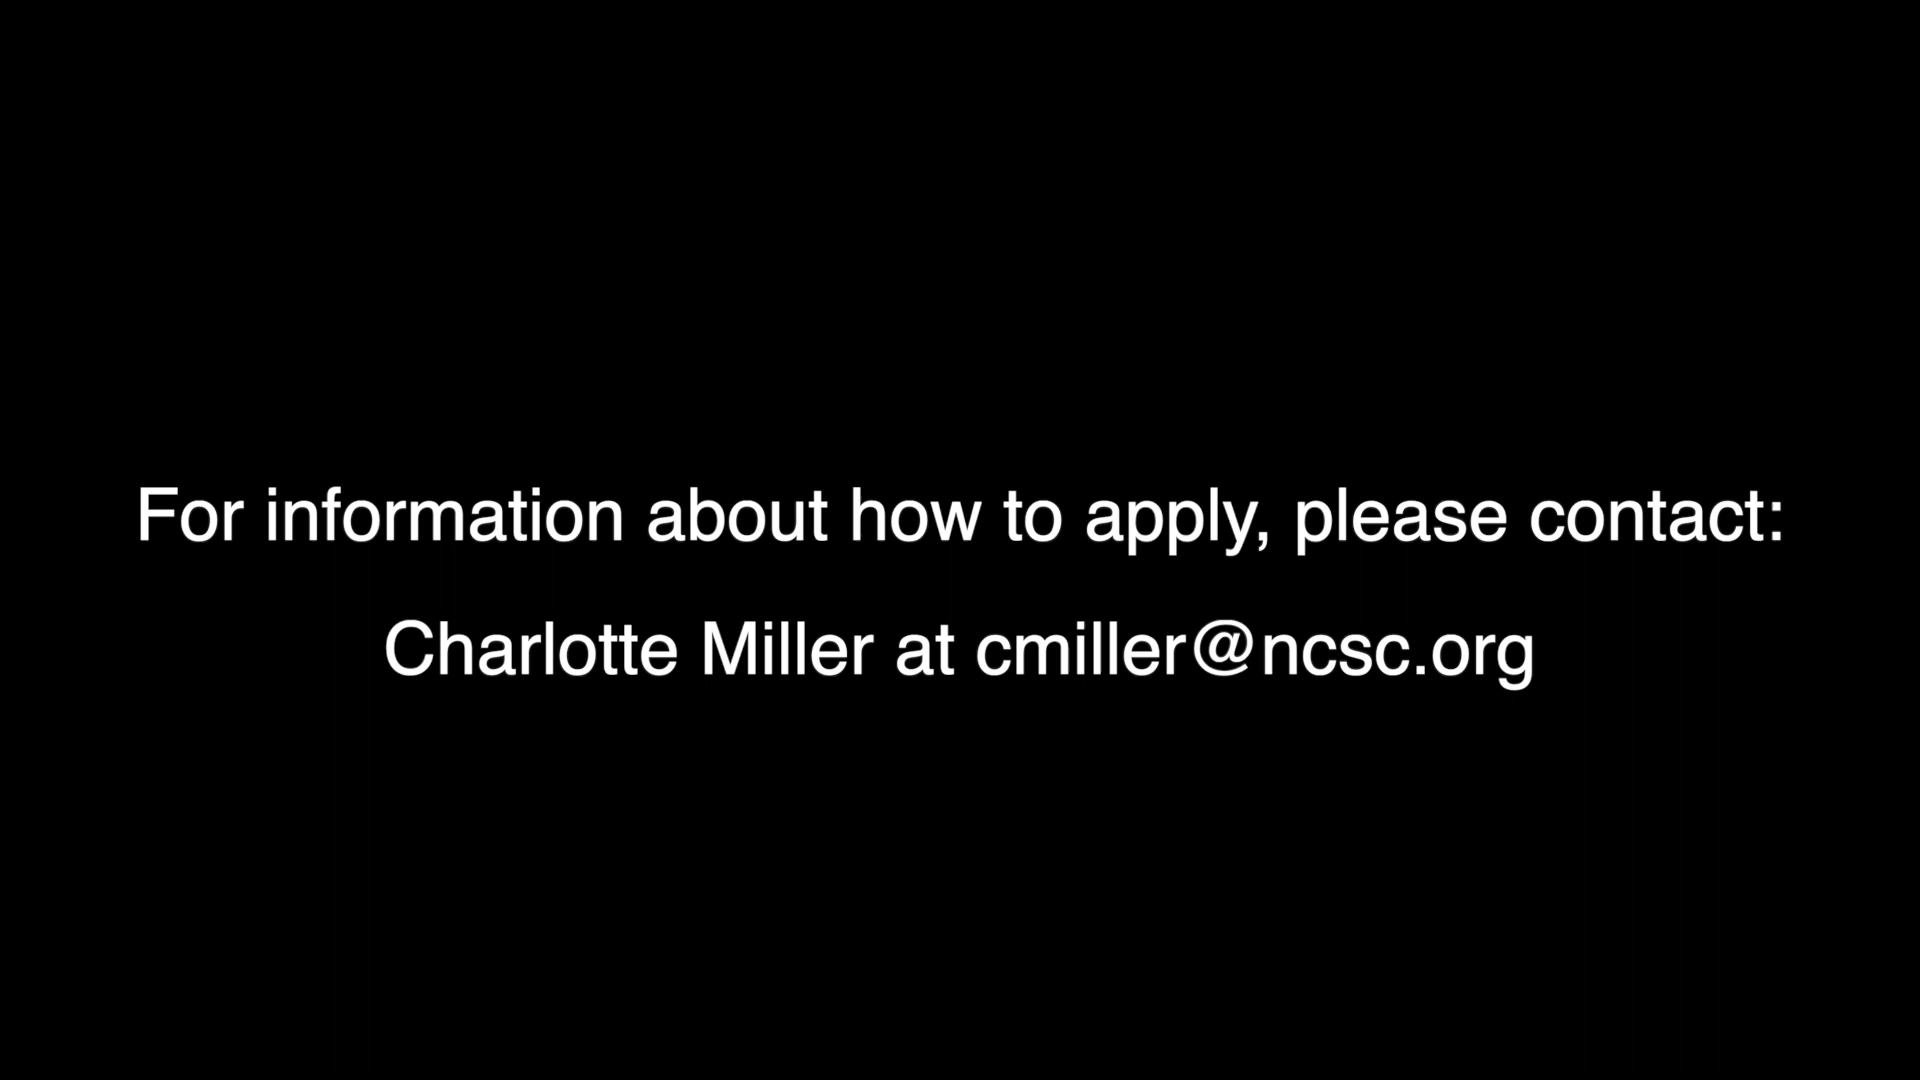 For information about how to apply, please contact:
Charlotte Miller at cmiller@ncsc.org